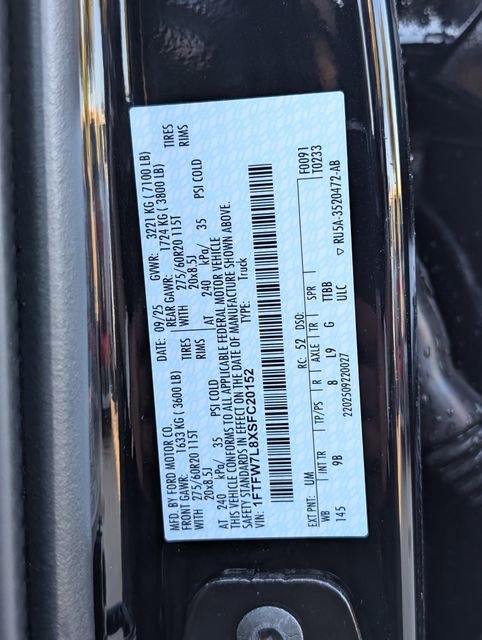 MFD. BY FORD MOTOR CO. DATE: 09/25 GVWR: 3221 KG ( 7100 LB)
FRONT GAWR: 1633 KG ( 3600 LB) REAR GAWR: 1724 KG ( 3800 LB)
WITH 275/60R20 115T TIRES WITH 275/60R20 115T TIRES
20x8.5J RIMS 20x8.5J RIMS
AT 240 kPa/ 35 PSI COLD AT 240 kPa/ 35 PSI COLD
THIS VEHICLE CONFORMS TO ALL APPLICABLE FEDERAL MOTOR VEHICLE
SAFETY STANDARDS IN EFFECT ON THE DATE OF MANUFACTURE SHOWN ABOVE.
VIN: 1FTFW7L8XSFC20152 TYPE: Truck
F0091
T0233
EXT PNT: UM RC: 52 DSO:
WB INT TR TP/PS R AXLE TR SPR
145 9B 8 L9 G TTBB
ULC
2202509220027 ▽ RU5A-3520472-AB